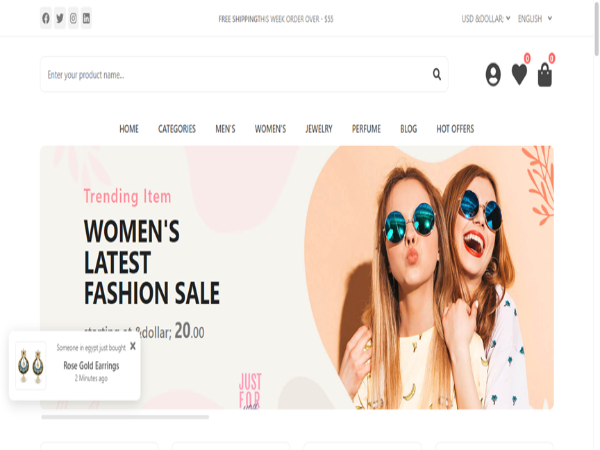 FREE SHIPPINGTHIS WEEK ORDER OVER - $55
USD &DOLLAR;
ENGLISH
Enter your product name...
0
0
HOME CATEGORIES MEN'S WOMEN'S JEWELRY PERFUME BLOG HOT OFFERS
Trending Item
WOMEN'S
LATEST
FASHION SALE
starting at &dollar; 20.00
Someone in egypt just bought
Rose Gold Earrings
2 Minutes ago
JUST
FOR